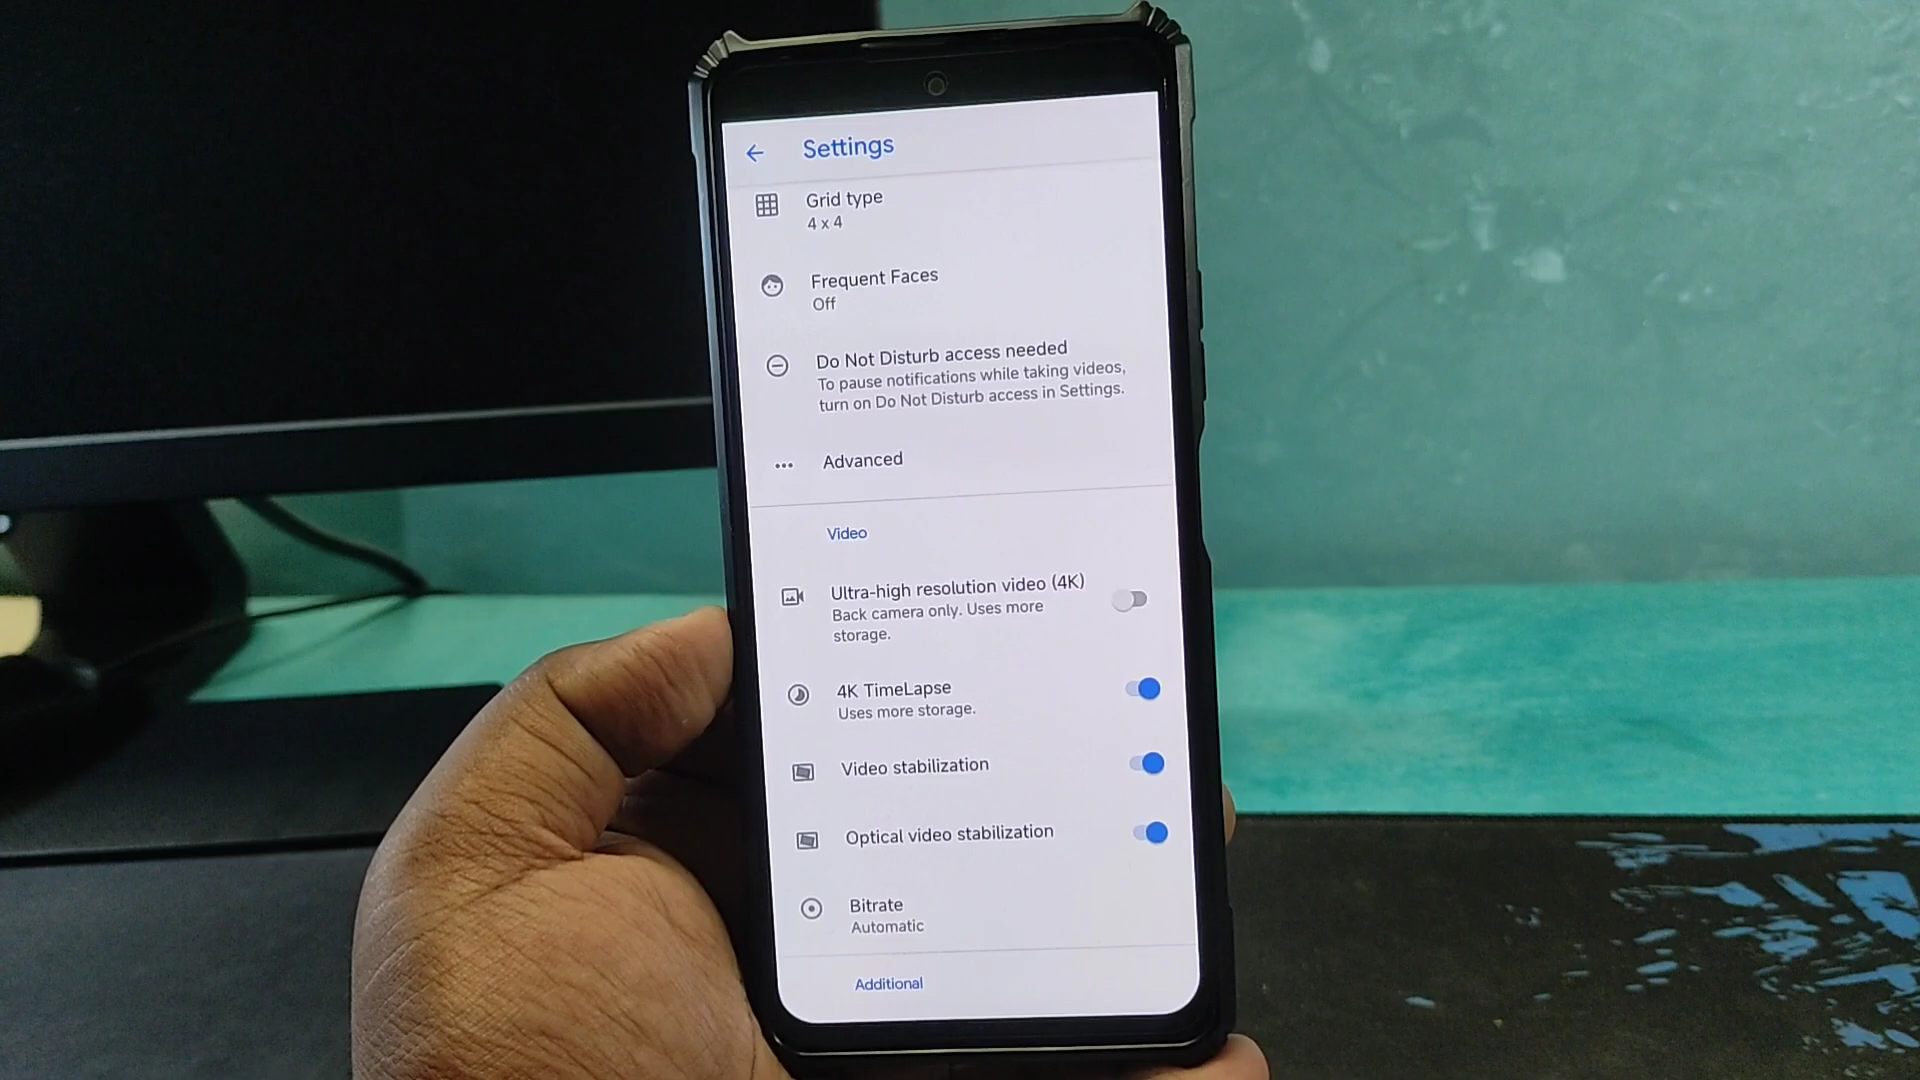 Settings
Grid type
4 x 4
Frequent Faces
Off
Do Not Disturb access needed
To pause notifications while taking videos,
turn on Do Not Disturb access in Settings.
Advanced
Video
Ultra-high resolution video (4K)
Back camera only. Uses more
storage.
4K TimeLapse
Uses more storage.
Video stabilization
Optical video stabilization
Bitrate
Automatic
Additional